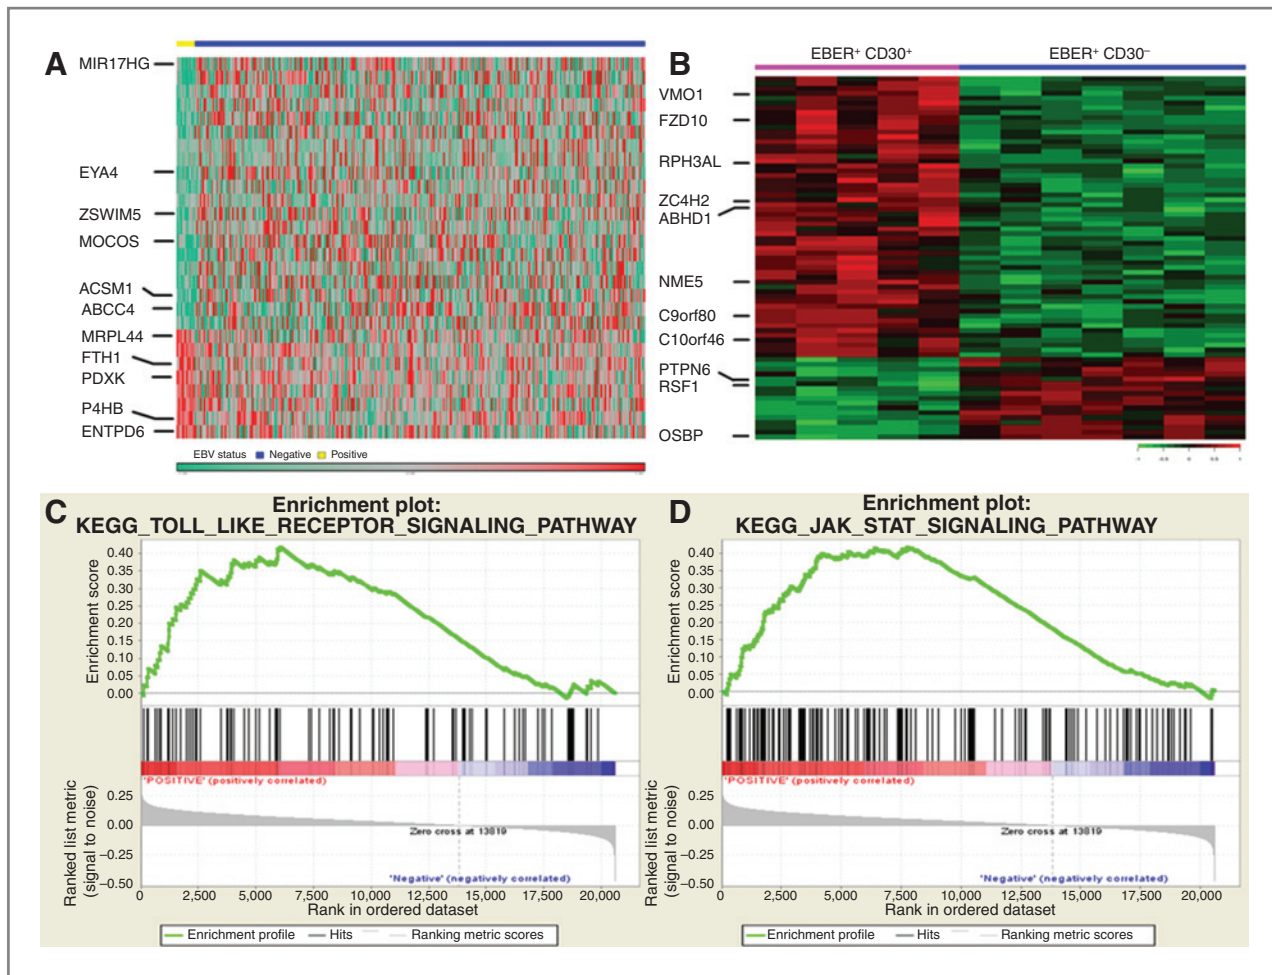 A
MIR17HG
EYA4
ZSWIM5
MOCOS
ACSM1
ABCC4
MRPL44
FTH1
PDXK
P4HB
ENTPD6
EBV status Negative Positive
B
EBER+ CD30+ EBER+ CD30–
VMO1
FZD10
RPH3AL
ZC4H2
ABHD1
NME5
C9orf80
C10orf46
PTPN6
RSF1
OSBP
-1 -0.5 0 0.5 1
C
Enrichment plot:
KEGG_TOLL_LIKE_RECEPTOR_SIGNALING_PATHWAY
Enrichment score
0.40
0.35
0.30
0.25
0.20
0.15
0.10
0.05
0.00
'POSITIVE' (positively correlated)
Ranked list metric
(signal to noise)
0.25
0.00
–0.25
–0.50
Zero cross at 13819
'Negative' (negatively correlated)
0 2,500 5,000 7,500 10,000 12,500 15,000 17,500 20,000
Rank in ordered dataset
Enrichment profile Hits Ranking metric scores
D
Enrichment plot:
KEGG_JAK_STAT_SIGNALING_PATHWAY
Enrichment score
0.40
0.35
0.30
0.25
0.20
0.15
0.10
0.05
0.00
'POSITIVE' (positively correlated)
Ranked list metric
(signal to noise)
0.25
0.00
–0.25
–0.50
Zero cross at 13819
'Negative' (negatively correlated)
0 2,500 5,000 7,500 10,000 12,500 15,000 17,500 20,000
Rank in ordered dataset
Enrichment profile Hits Ranking metric scores